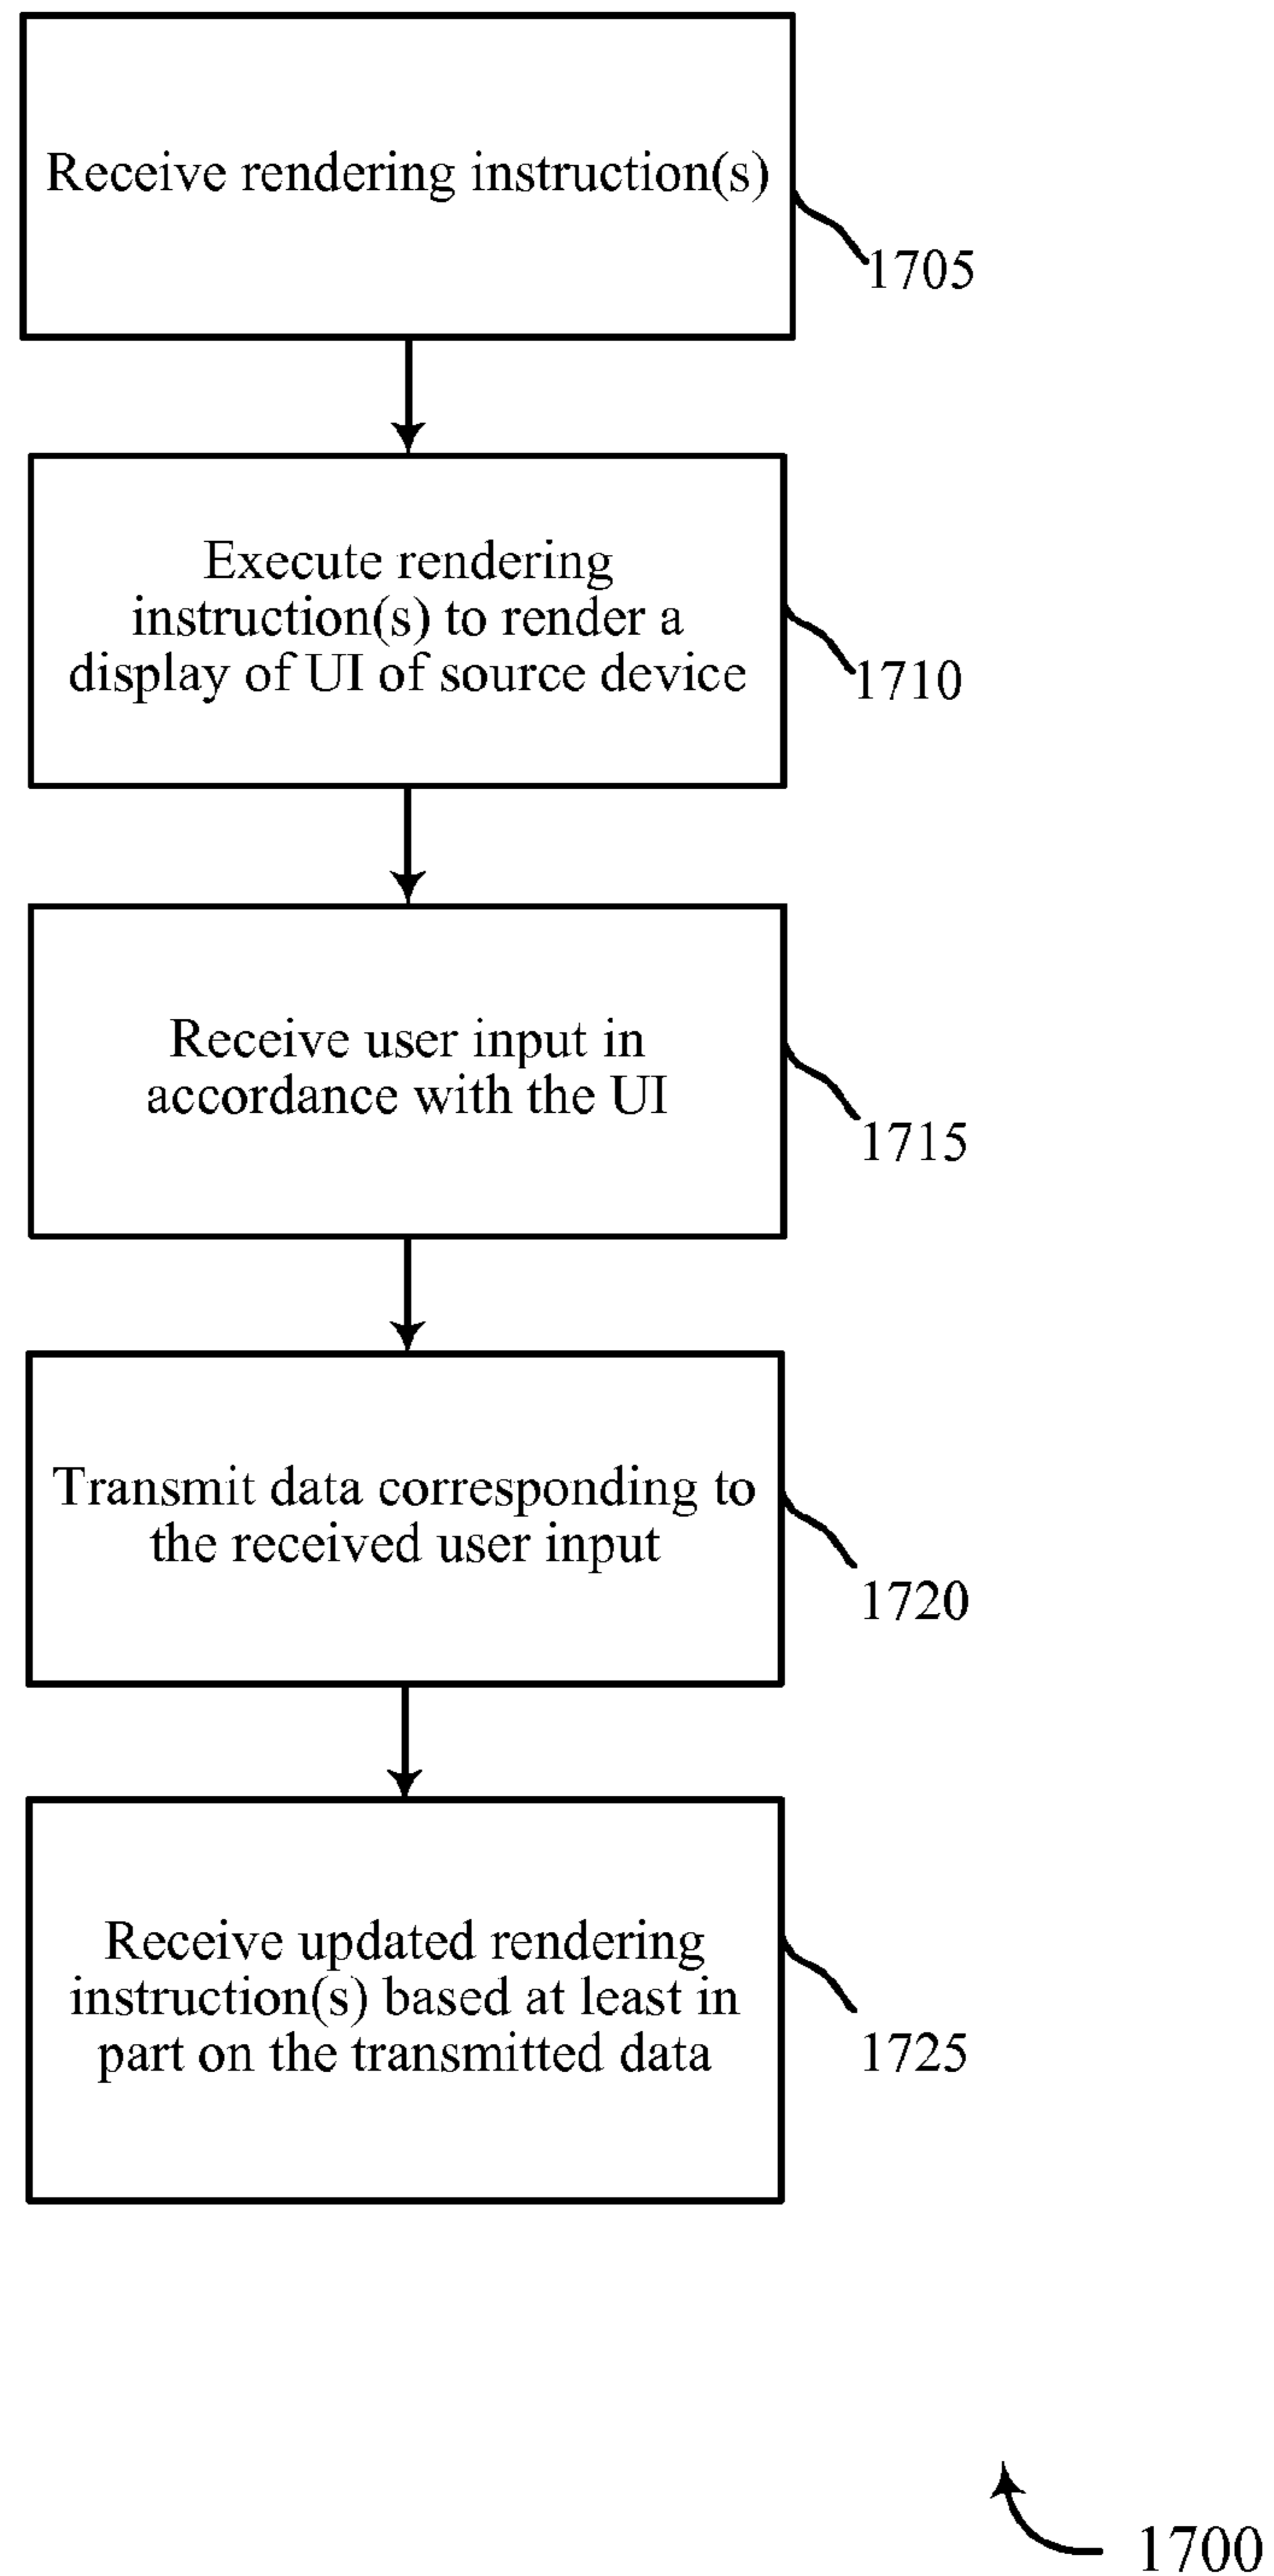 Receive rendering instruction(s)
1705
Execute rendering
instruction(s) to render a
display of UI of source device
1710
Receive user input in
accordance with the UI
1715
Transmit data corresponding to
the received user input
1720
Receive updated rendering
instruction(s) based at least in
part on the transmitted data
1725
1700